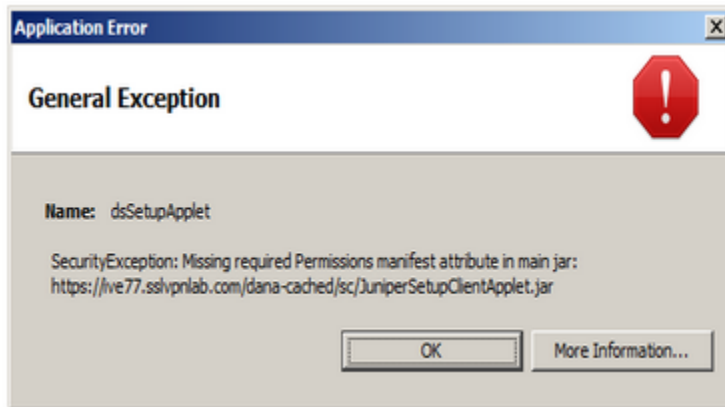 Application Error
General Exception
Name: dsSetupApplet
SecurityException: Missing required Permissions manifest attribute in main jar:
https://ive77.sslvpnlab.com/dana-cached/sc/JuniperSetupClientApplet.jar
OK
More Information...